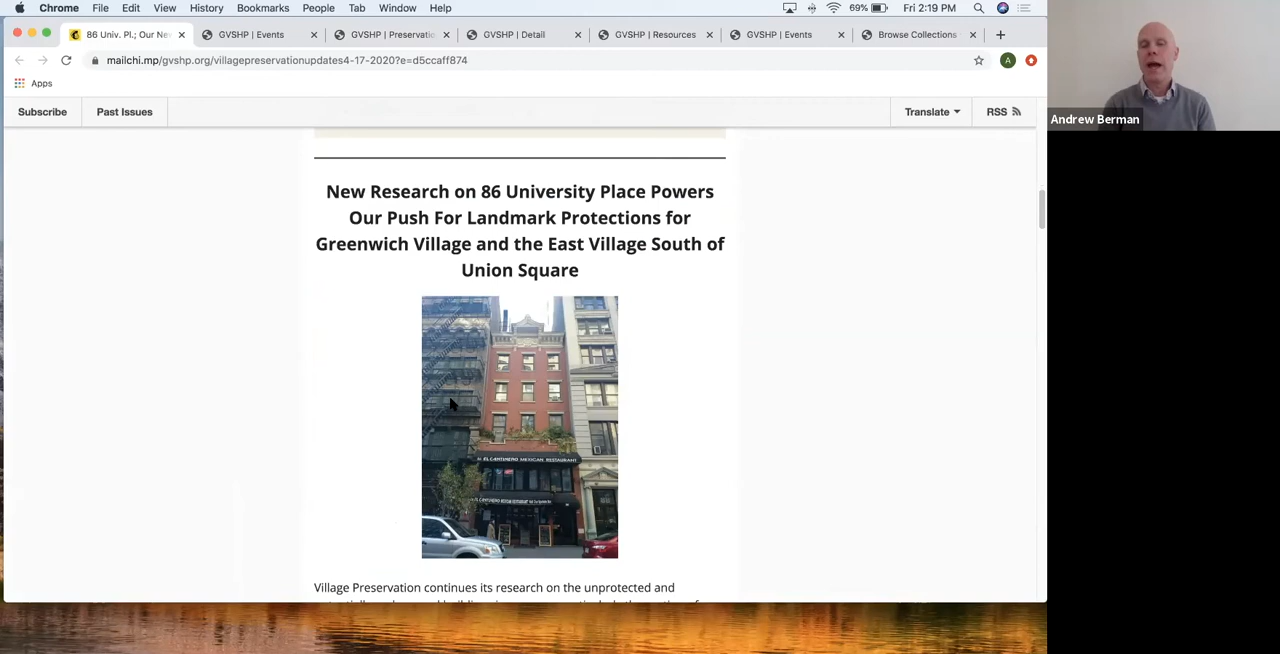 Chrome File Edit View History Bookmarks People Tab Window Help 69% Fri 2:19 PM
86 Univ. Pl.; Our Ne GVSHP | Events GVSHP | Preservatio GVSHP | Detail GVSHP | Resources GVSHP | Events Browse Collections
mailchi.mp/gvshp.org/villagepreservationupdates4-17-2020?e=d5ccaff874 A
Apps
Subscribe Past Issues Translate RSS
Andrew Berman
New Research on 86 University Place Powers
Our Push For Landmark Protections for
Greenwich Village and the East Village South of
Union Square
EL CANTINERO MEXICAN RESTAURANT
Village Preservation continues its research on the unprotected and